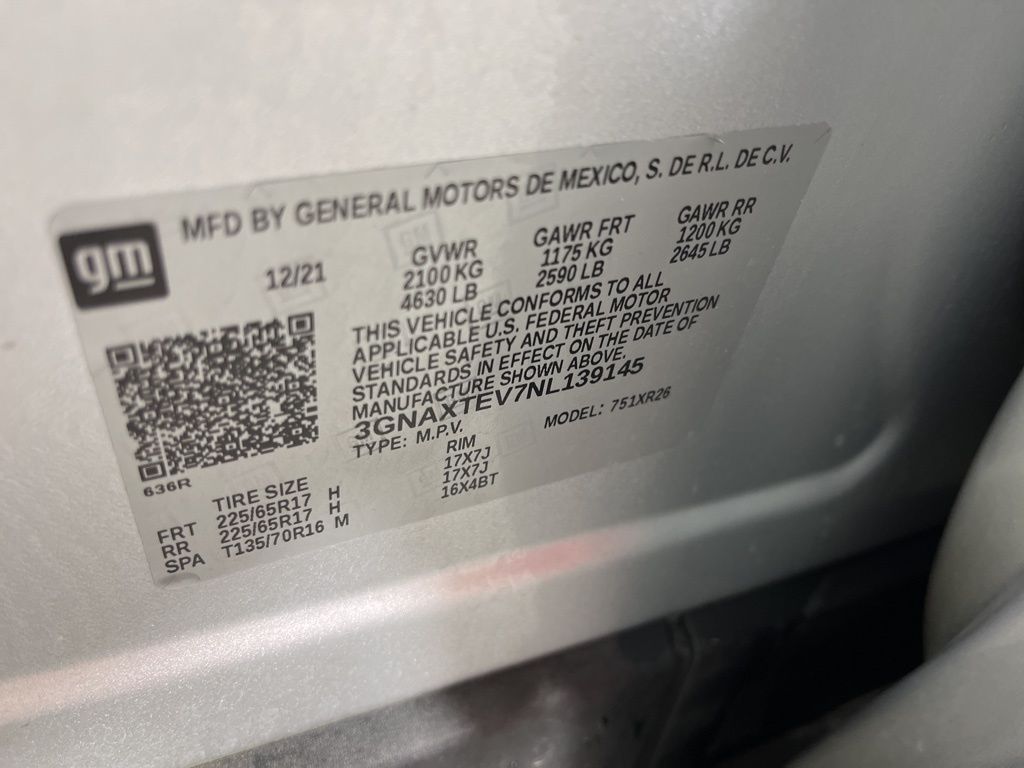 MFD BY GENERAL MOTORS DE MEXICO, S. DE R.L. DE C.V.
gm
12/21
GVWR
2100 KG
4630 LB
GAWR FRT
1175 KG
2590 LB
GAWR RR
1200 KG
2645 LB
THIS VEHICLE CONFORMS TO ALL
APPLICABLE U.S. FEDERAL MOTOR
VEHICLE SAFETY AND THEFT PREVENTION
STANDARDS IN EFFECT ON THE DATE OF
MANUFACTURE SHOWN ABOVE.
3GNAXTEV7NL139145
TYPE: M.P.V. MODEL: 751XR26
636R
TIRE SIZE RIM
FRT 225/65R17 H 17X7J
RR 225/65R17 H 17X7J
SPA T135/70R16 M 16X4BT